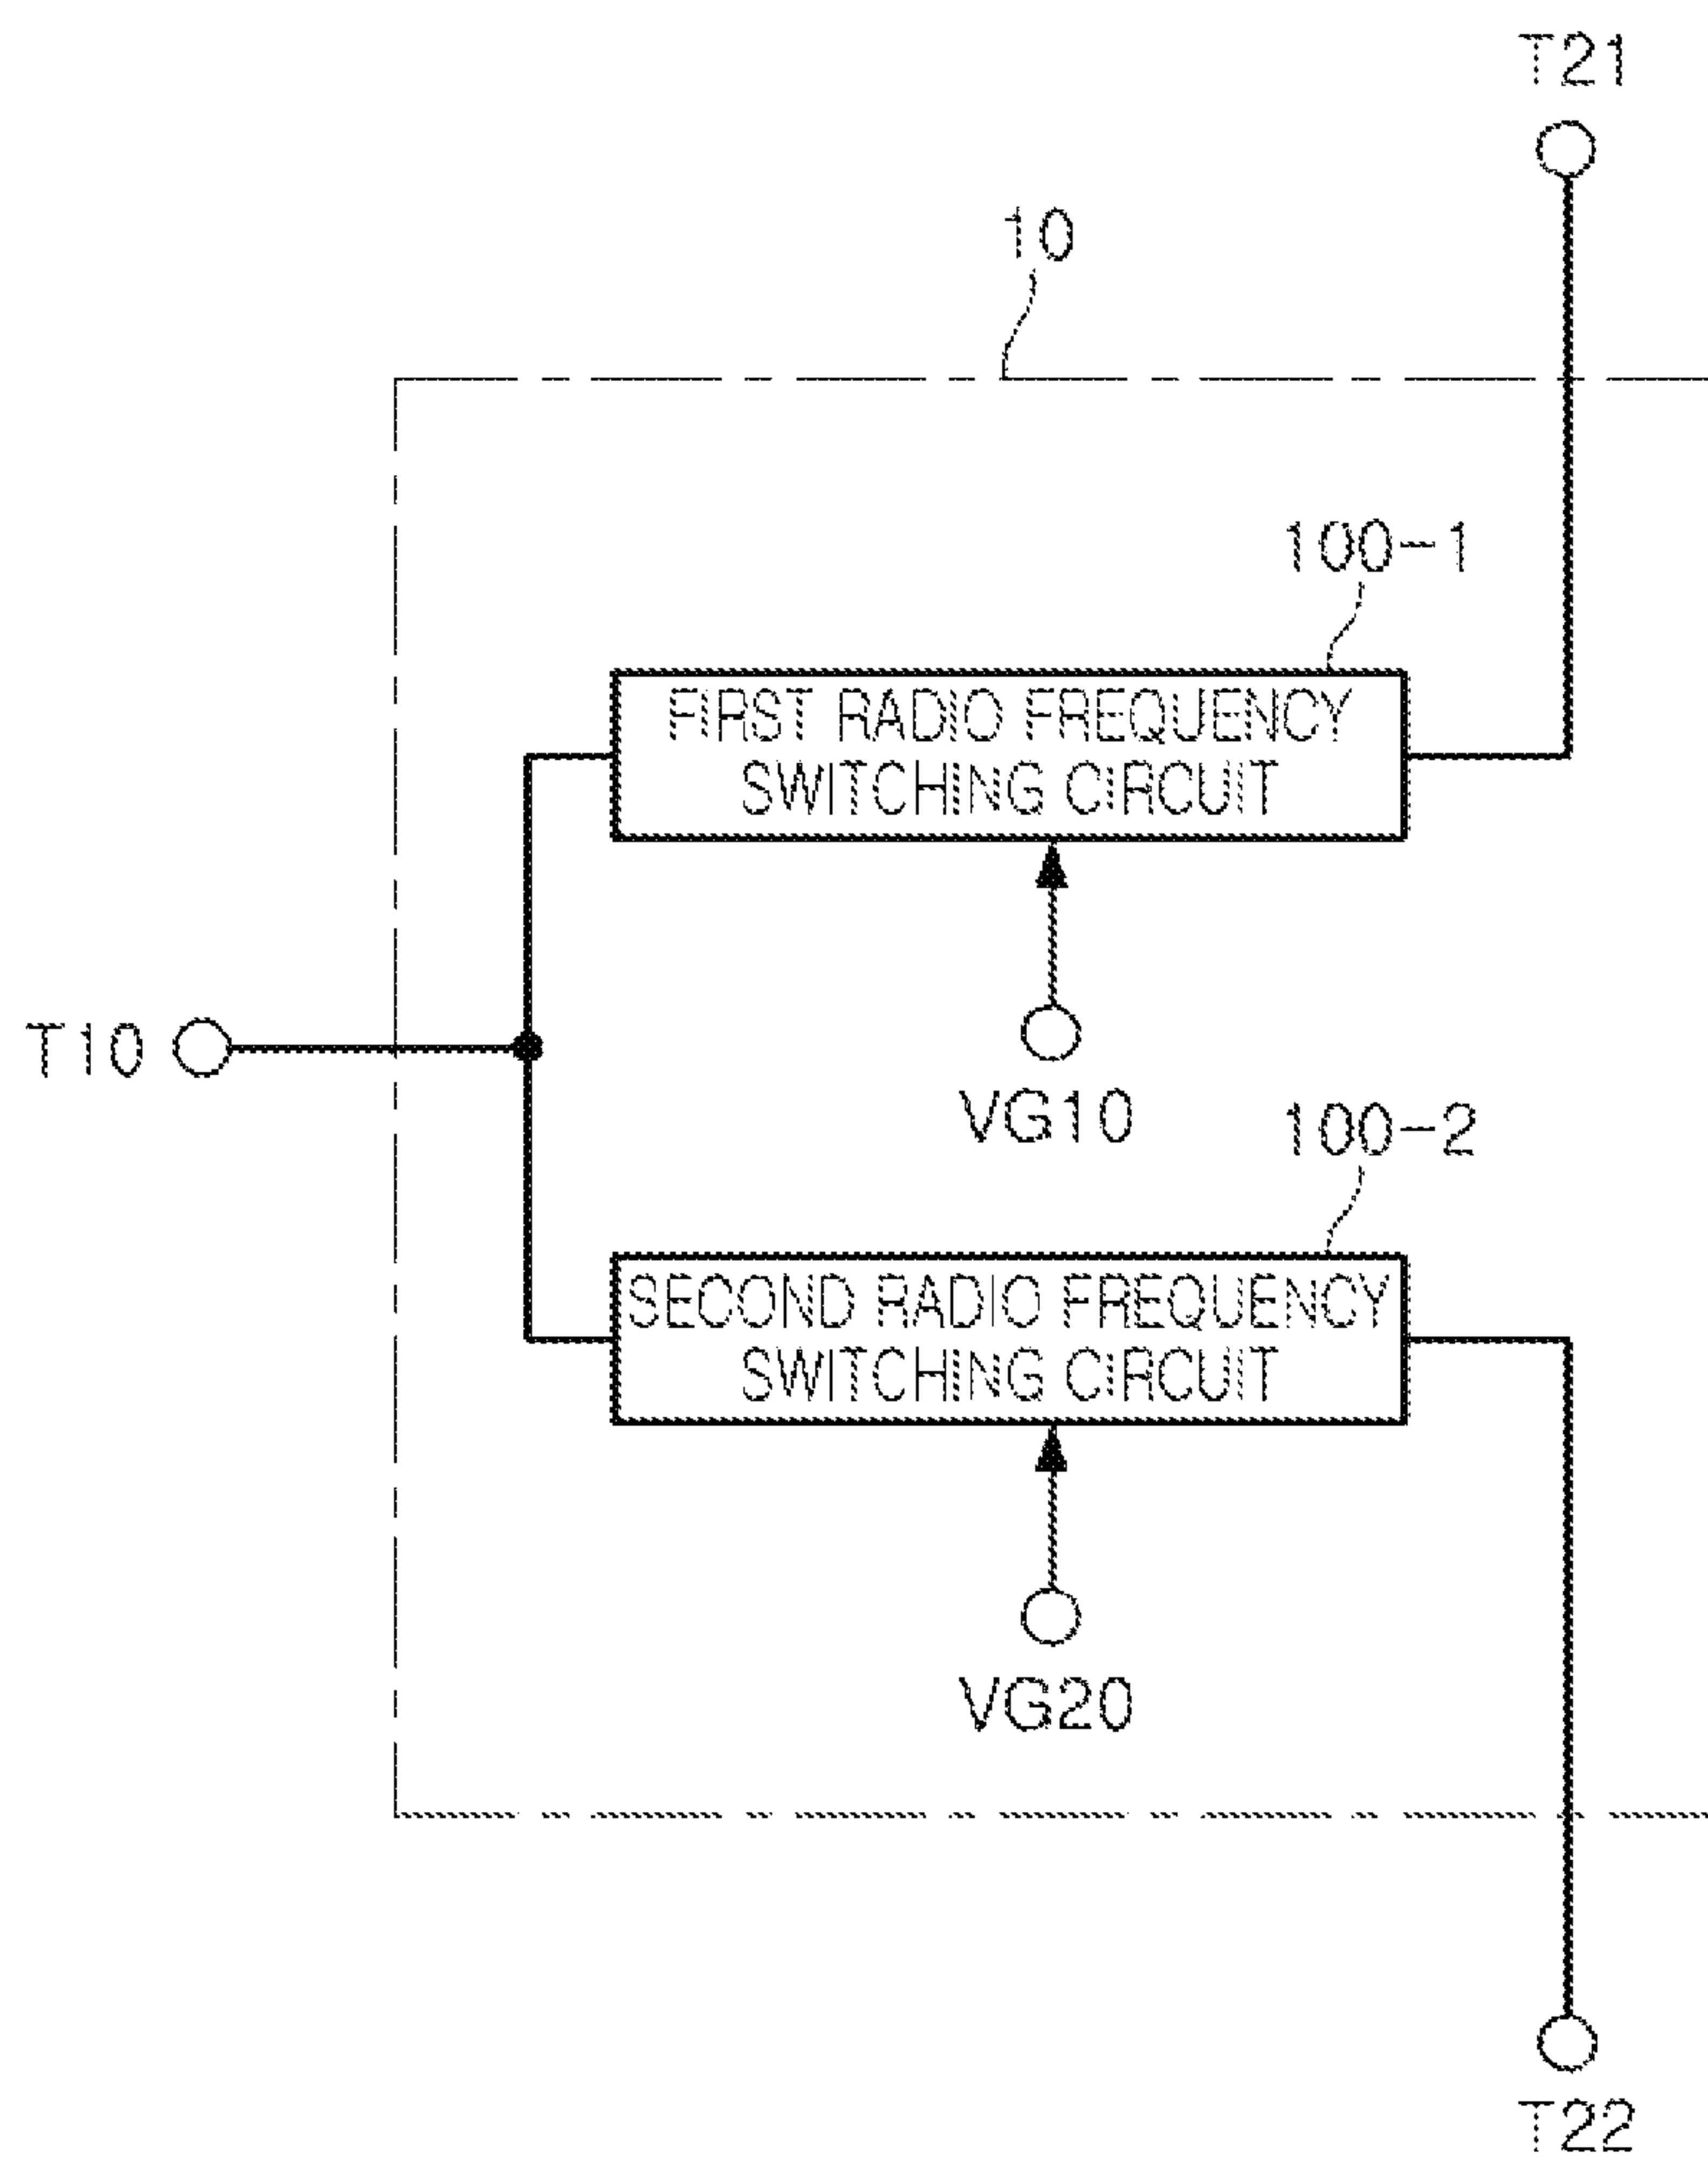 T21
10
100-1
FIRST RADIO FREQUENCY
SWITCHING CIRCUIT
T10
VG10
100-2
SECOND RADIO FREQUENCY
SWITCHING CIRCUIT
VG20
T22